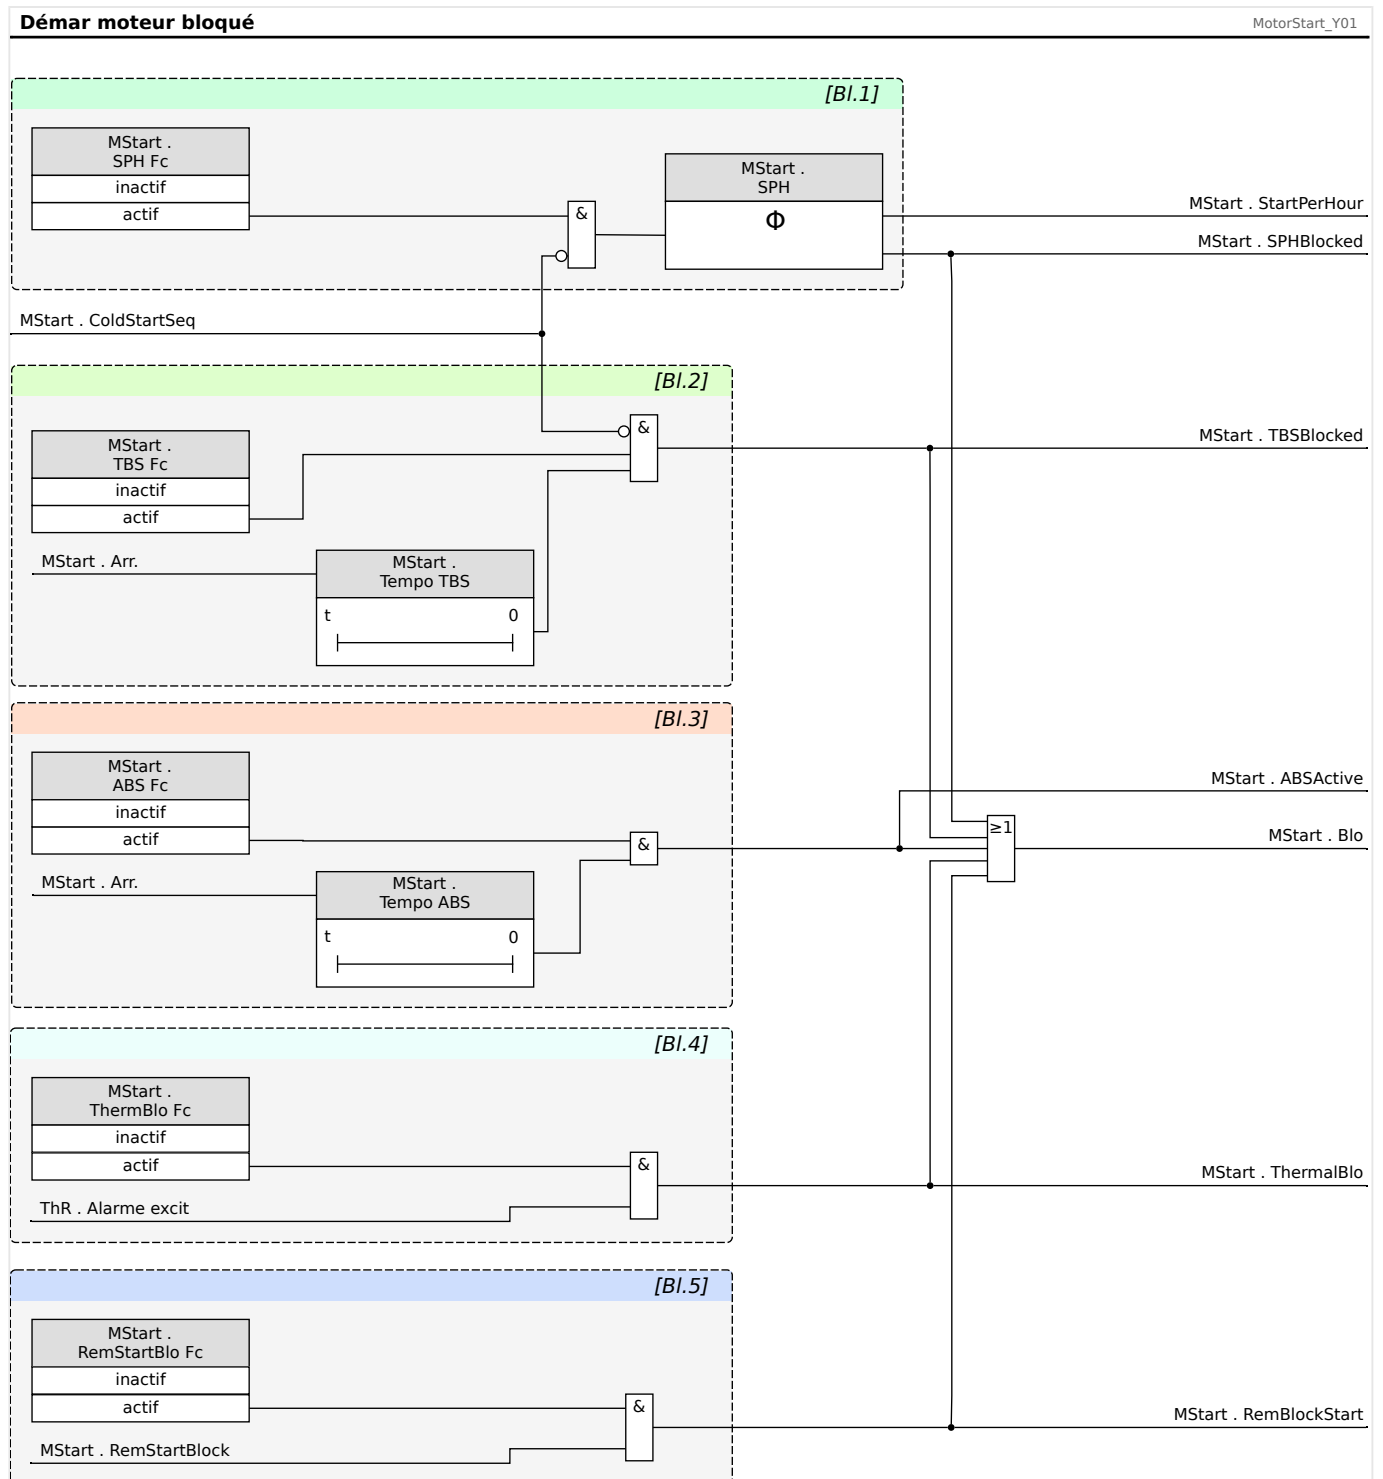 Démar moteur bloqué
MotorStart_Y01
[Bl.1]
MStart .
SPH Fc
inactif
actif
&
MStart .
SPH
Φ
MStart . StartPerHour
MStart . SPHBlocked
MStart . ColdStartSeq
[Bl.2]
MStart .
TBS Fc
inactif
actif
&
MStart . TBSBlocked
MStart . Arr.
MStart .
Tempo TBS
t 0
[Bl.3]
MStart .
ABS Fc
inactif
actif
&
MStart . ABSActive
≥1
MStart . Blo
MStart . Arr.
MStart .
Tempo ABS
t 0
[Bl.4]
MStart .
ThermBlo Fc
inactif
actif
&
MStart . ThermalBlo
ThR . Alarme excit
[Bl.5]
MStart .
RemStartBlo Fc
inactif
actif
&
MStart . RemBlockStart
MStart . RemStartBlock